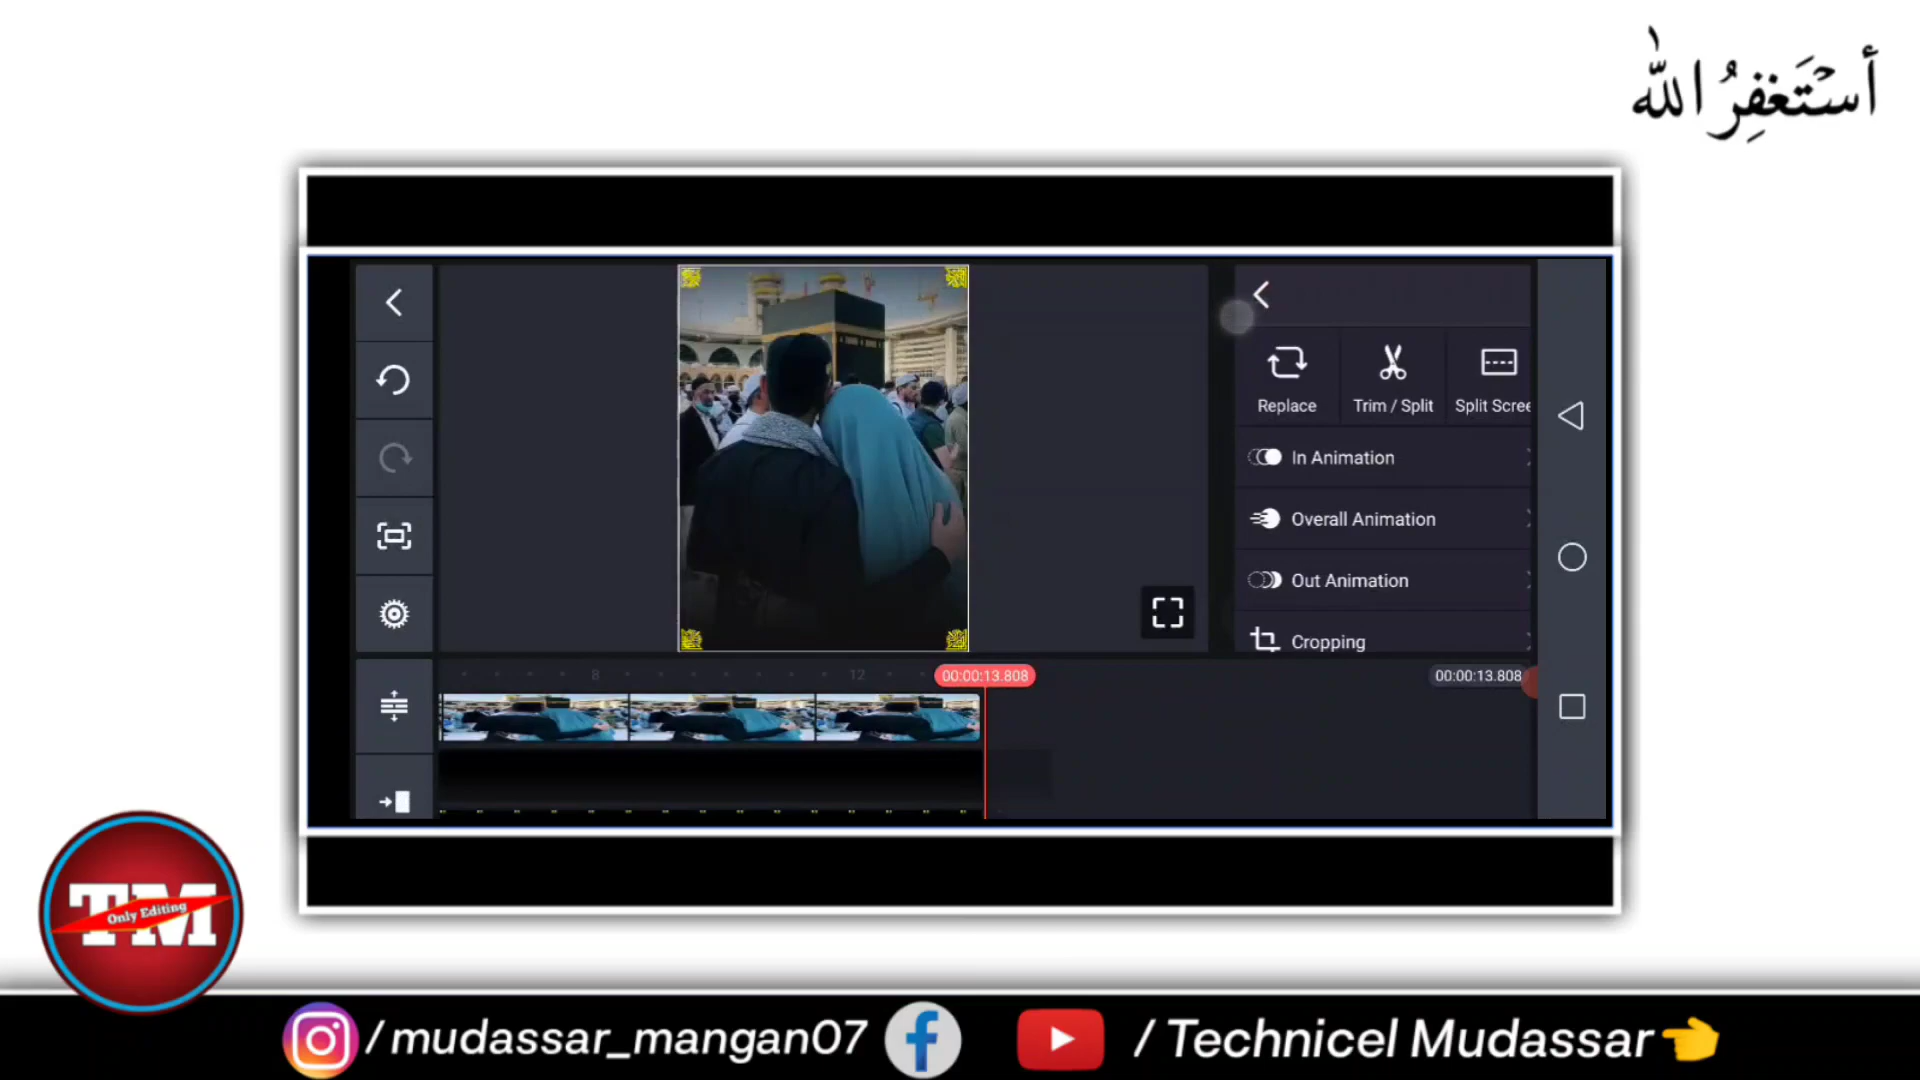 أَسْتَغْفِرُ اللّٰه
Replace
Trim / Split
Split Scree
In Animation
Overall Animation
Out Animation
Cropping
8
12
00:00:13.808
00:00:13.808
TM
Only Editing
/mudassar_mangan07
/ Technicel Mudassar